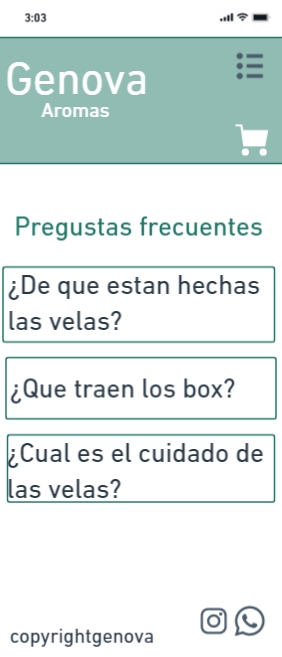 3:03
Genova
Aromas
Pregustas frecuentes
¿De que estan hechas
las velas?
¿Que traen los box?
¿Cual es el cuidado de
las velas?
copyrightgenova